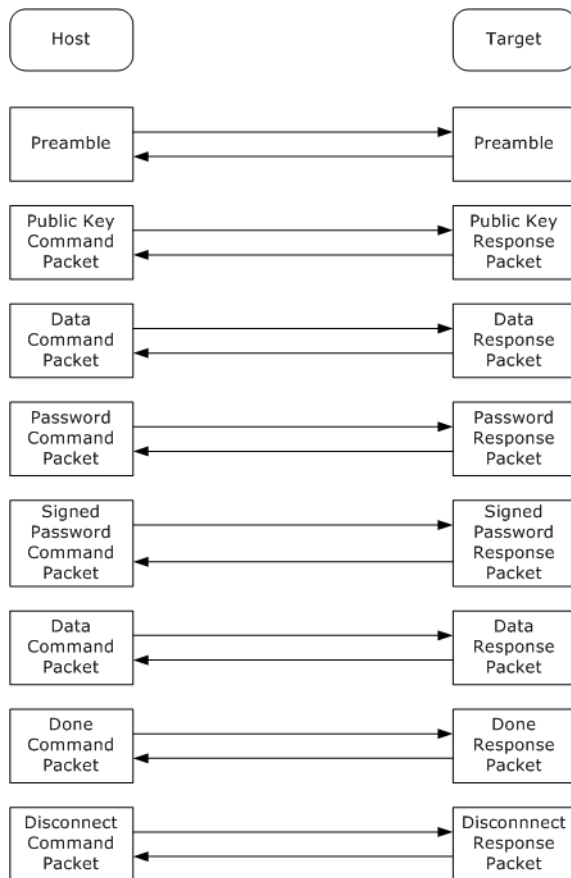 Host
Target
Preamble
Preamble
Public Key
Command
Packet
Public Key
Response
Packet
Data
Command
Packet
Data
Response
Packet
Password
Command
Packet
Password
Response
Packet
Signed
Password
Command
Packet
Signed
Password
Response
Packet
Data
Command
Packet
Data
Response
Packet
Done
Command
Packet
Done
Response
Packet
Disconnect
Command
Packet
Disconnnect
Response
Packet